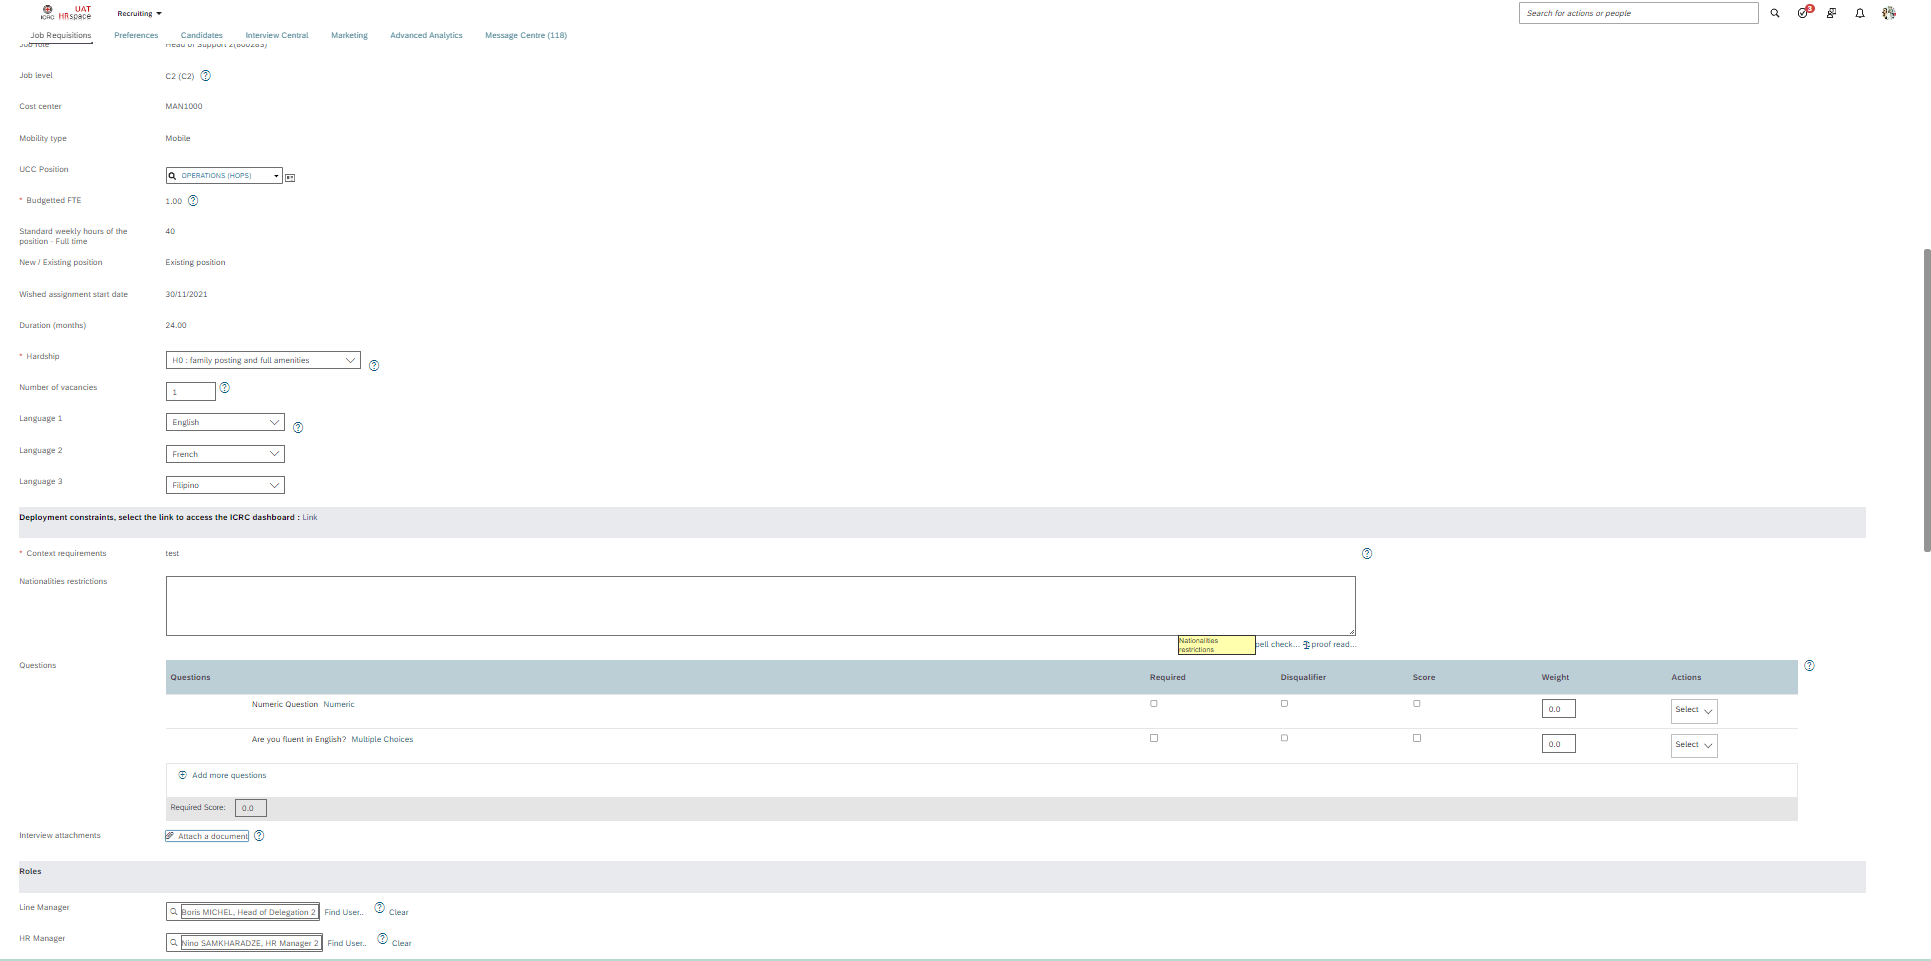 ICRC UAT HRspace
Recruiting
Search for actions or people
3
Job Requisitions Preferences Candidates Interview Central Marketing Advanced Analytics Message Centre (118)
Job role Head of Support 2(800283)
Job level C2 (C2) ?
Cost center MAN1000
Mobility type Mobile
UCC Position OPERATIONS (HOPS)
* Budgetted FTE 1.00 ?
Standard weekly hours of the 40
position - Full time
New / Existing position Existing position
Wished assignment start date 30/11/2021
Duration (months) 24.00
* Hardship H0 : family posting and full amenities ?
Number of vacancies 1 ?
Language 1 English ?
Language 2 French
Language 3 Filipino
Deployment constraints, select the link to access the ICRC dashboard : Link
* Context requirements test ?
Nationalities restrictions
Nationalities
restrictions
pell check... proof read...
Questions ?
Questions Required Disqualifier Score Weight Actions
Numeric Question Numeric 0.0 Select
Are you fluent in English? Multiple Choices 0.0 Select
Add more questions
Required Score: 0.0
Interview attachments Attach a document ?
Roles
Line Manager Boris MICHEL, Head of Delegation 2 Find User.. ? Clear
HR Manager Nino SAMKHARADZE, HR Manager 2 Find User.. ? Clear